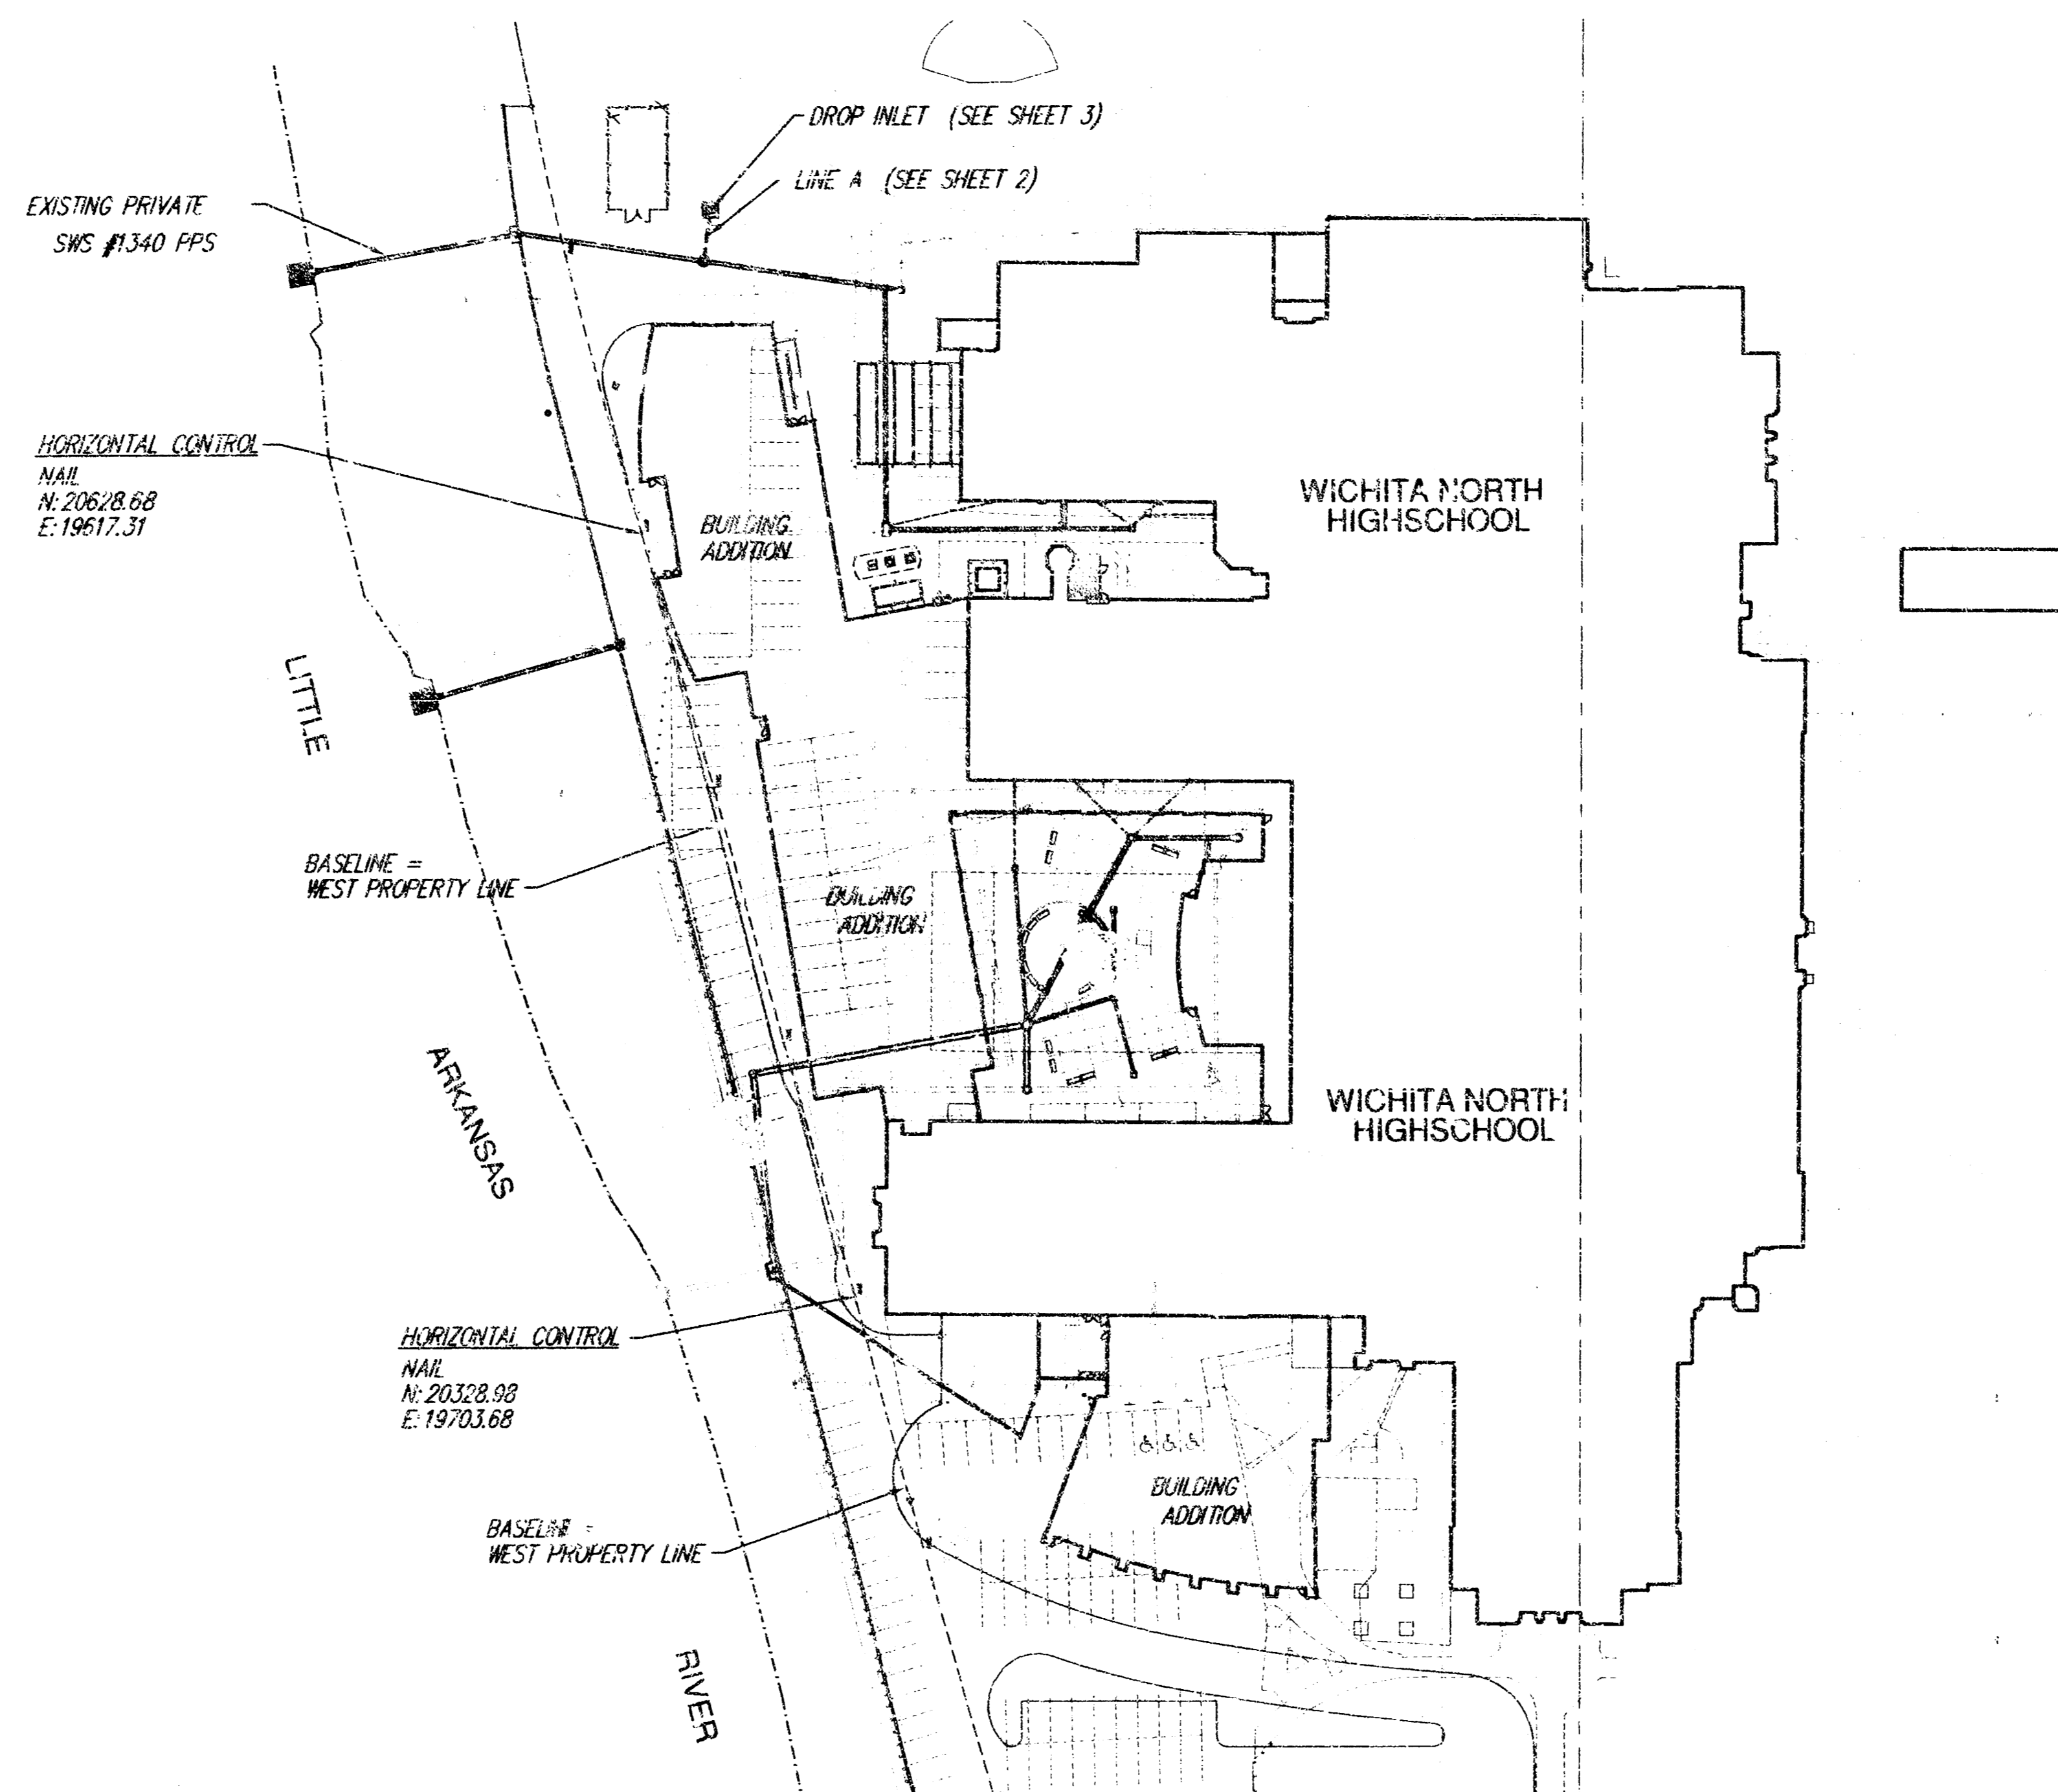 DROP INLET (SEE SHEET 3)
LINE A (SEE SHEET 2)
EXISTING PRIVATE
SWS #1340 PPS
HORIZONTAL CONTROL
NAIL
N: 20628.68
E: 19617.31
BUILDING
ADDITION
WICHITA NORTH
HIGHSCHOOL
LITTLE
BASELINE =
WEST PROPERTY LINE
BUILDING
ADDITION
ARKANSAS
WICHITA NORTH
HIGHSCHOOL
HORIZONTAL CONTROL
NAIL
N: 20328.98
E: 19703.68
BUILDING
ADDITION
BASELINE =
WEST PROPERTY LINE
RIVER